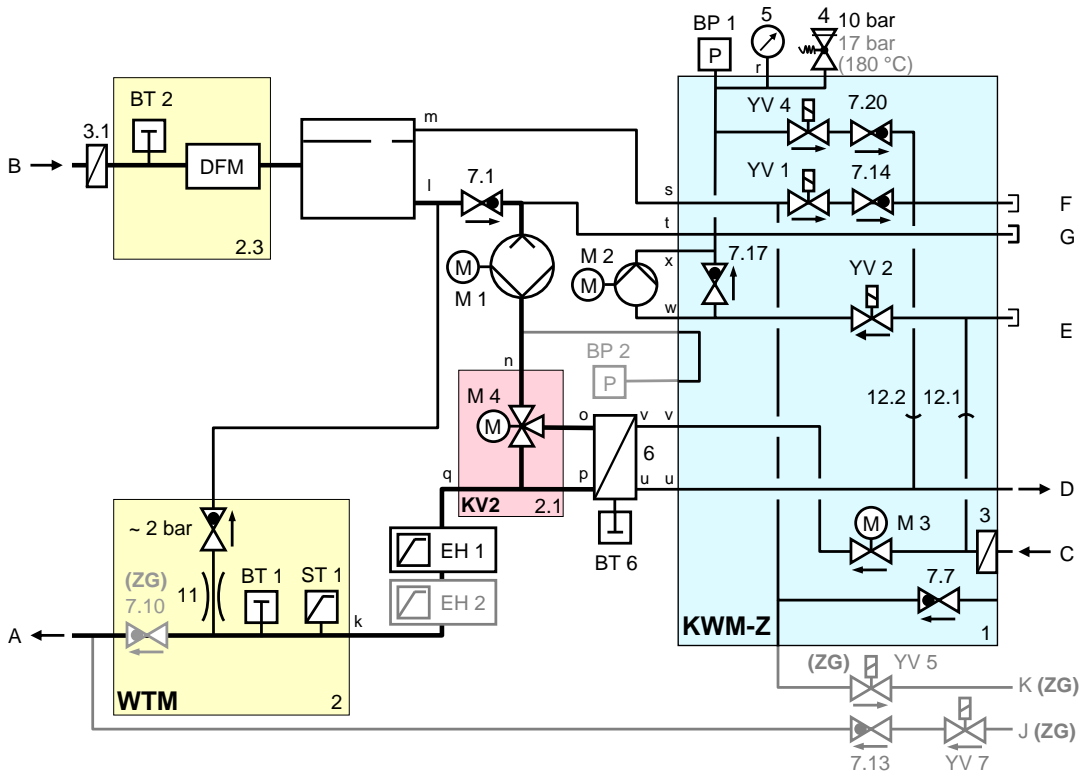 BP 1
5
4
10 bar
17 bar
(180 °C)
P
r
BT 2
3.1
B
DFM
2.3
m
l
7.1
YV 4
7.20
YV 1
7.14
s
F
t
G
M 2
x
7.17
YV 2
M
M 1
M
w
E
n
BP 2
P
12.2
12.1
M 4
M
o
v
v
6
q
p
u
u
D
KV2
2.1
~ 2 bar
EH 1
BT 6
M
M 3
3
C
(ZG)
7.10
11
BT 1
ST 1
EH 2
7.7
k
A
KWM-Z
1
WTM
2
(ZG)
YV 5
K (ZG)
J (ZG)
7.13
YV 7